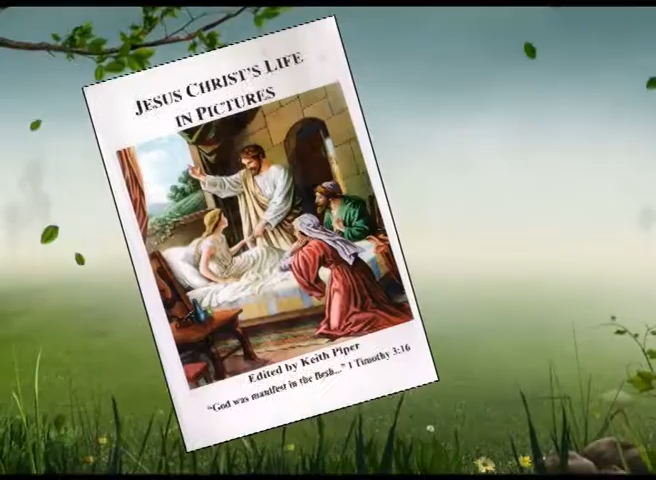 JESUS CHRIST'S LIFE
IN PICTURES
Edited by Keith Piper
"God was manifest in the flesh..." 1 Timothy 3:16